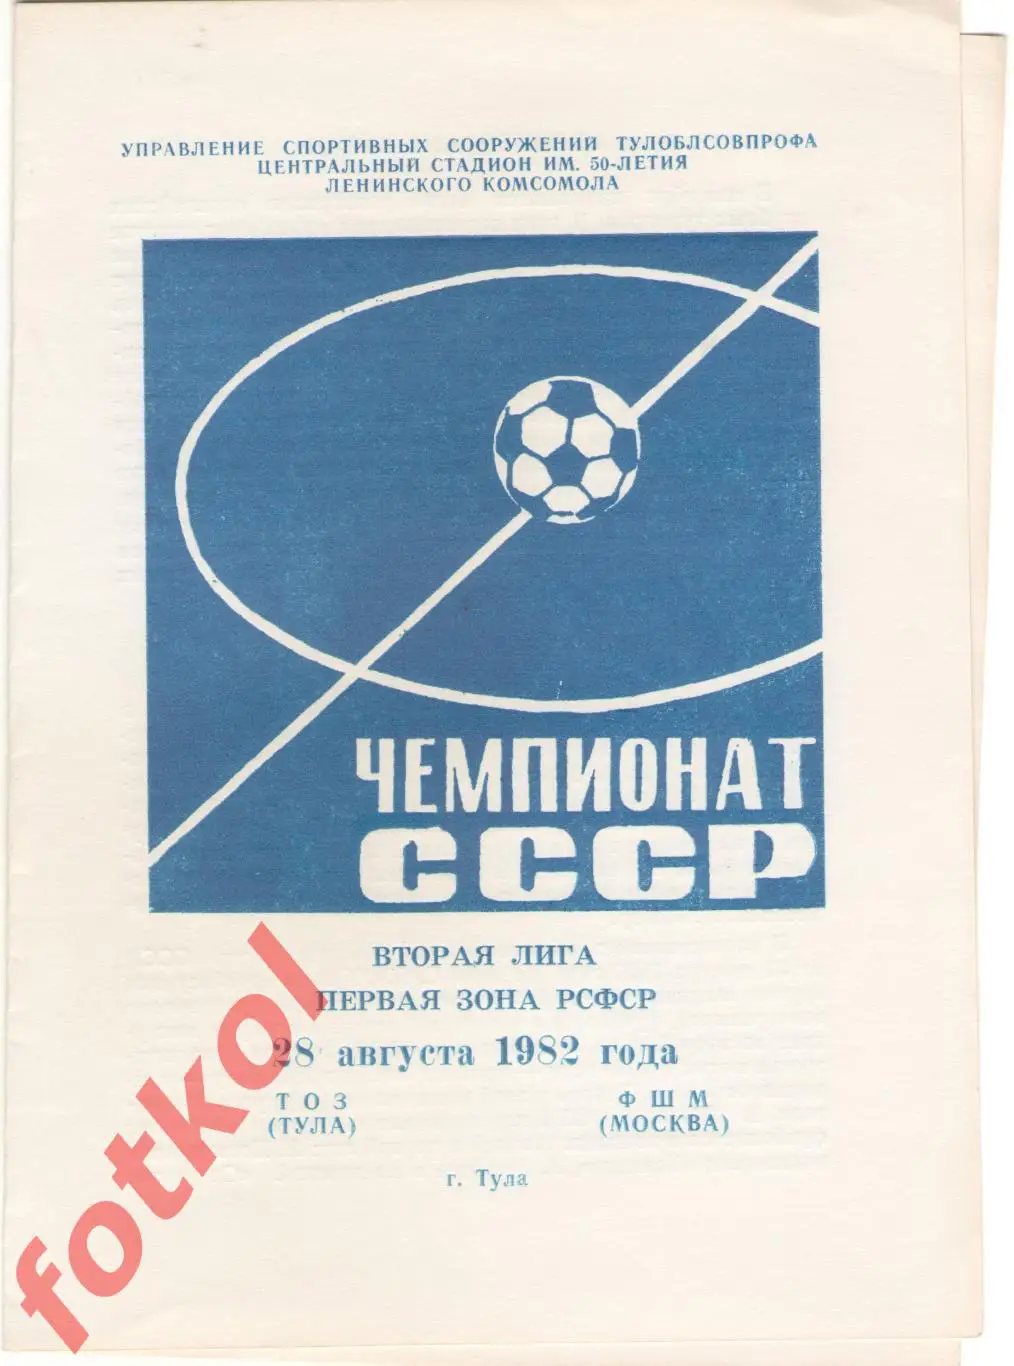 УПРАВЛЕНИЕ СПОРТИВНЫХ СООРУЖЕНИЙ ТУЛОБЛСОВПРОФА
ЦЕНТРАЛЬНЫЙ СТАДИОН ИМ. 50-ЛЕТИЯ
ЛЕНИНСКОГО КОМСОМОЛА
ЧЕМПИОНАТ
СССР
ВТОРАЯ ЛИГА
ПЕРВАЯ ЗОНА РСФСР
28 августа 1982 года
ТОЗ ФШМ
(ТУЛА) (МОСКВА)
г. Тула
fotkol